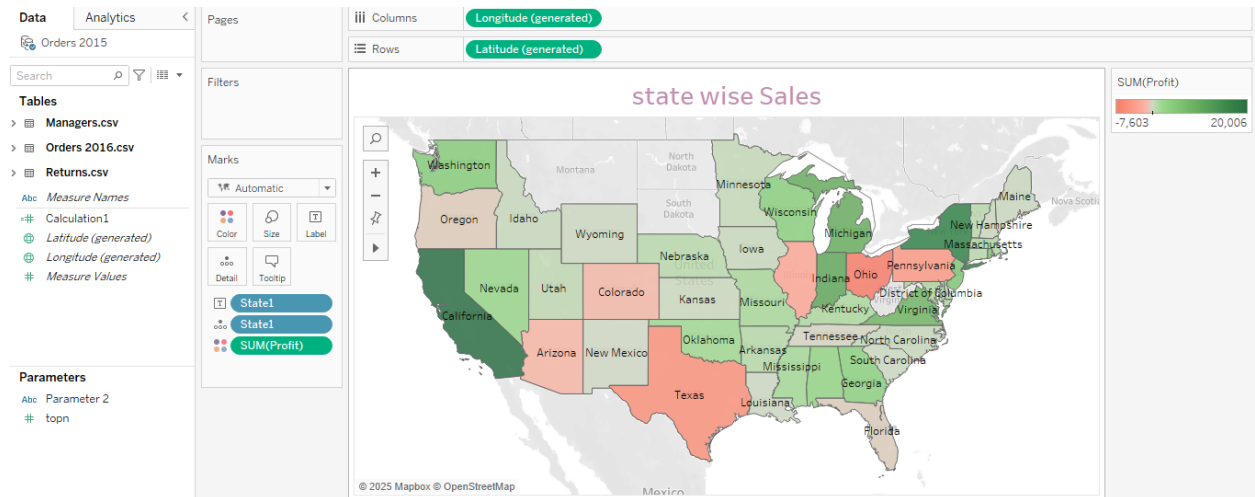 Data Analytics
Orders 2015
Search
Tables
Managers.csv
Orders 2016.csv
Returns.csv
Abc Measure Names
=# Calculation1
Latitude (generated)
Longitude (generated)
# Measure Values
Parameters
Abc Parameter 2
# topn
Pages
Filters
Marks
Automatic
Color Size Label
Detail Tooltip
State1
State1
SUM(Profit)
Columns Longitude (generated)
Rows Latitude (generated)
state wise Sales
Washington
Montana
North
Dakota
Minnesota
Maine
Nova Scotia
Oregon
Idaho
South
Dakota
Wisconsin
Michigan
New Hampshire
Wyoming
Iowa
Massachusetts
Nebraska
United
States
Pennsylvania
Nevada
Utah
Colorado
Kansas
Missouri
Indiana
Ohio
District of Columbia
California
Kentucky
Virginia
Arizona
New Mexico
Oklahoma
Arkansas
Tennessee
North Carolina
South Carolina
Mississippi
Georgia
Texas
Louisiana
Florida
Mexico
© 2025 Mapbox © OpenStreetMap
SUM(Profit)
-7,603 20,006